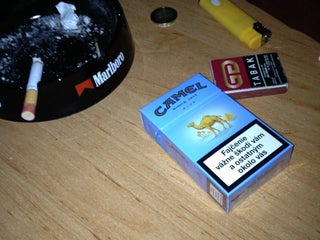 Marlboro
TABAK
CAMEL
Fajčenie
vážne škodí vám
a ostatným
okolo vás